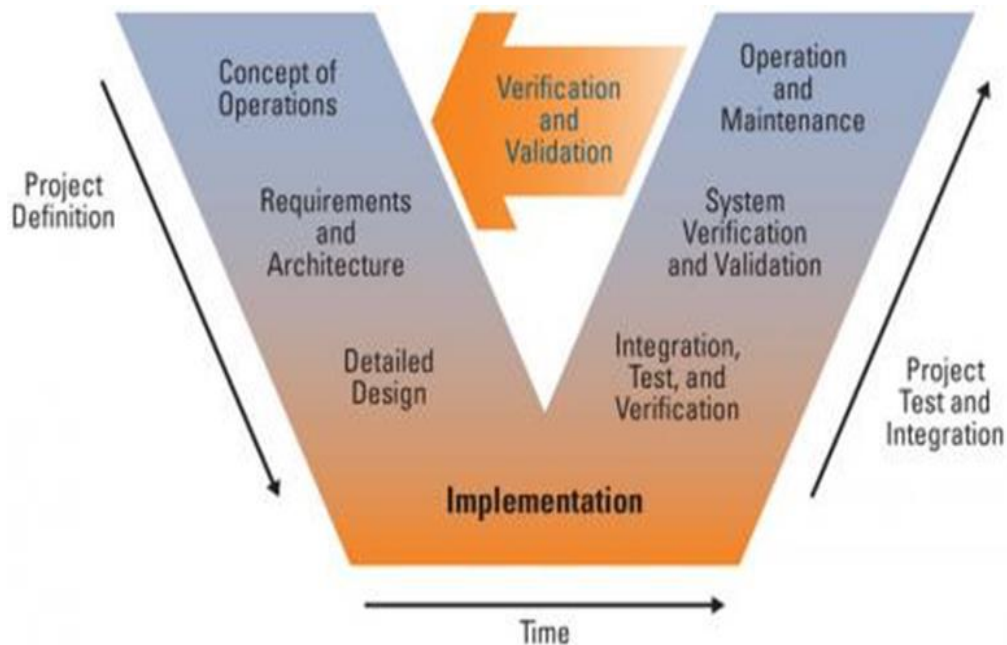 Concept of
Operations
Verification
and
Validation
Operation
and
Maintenance
Project
Definition
Requirements
and
Architecture
System
Verification
and Validation
Detailed
Design
Integration,
Test, and
Verification
Project
Test and
Integration
Implementation
Time